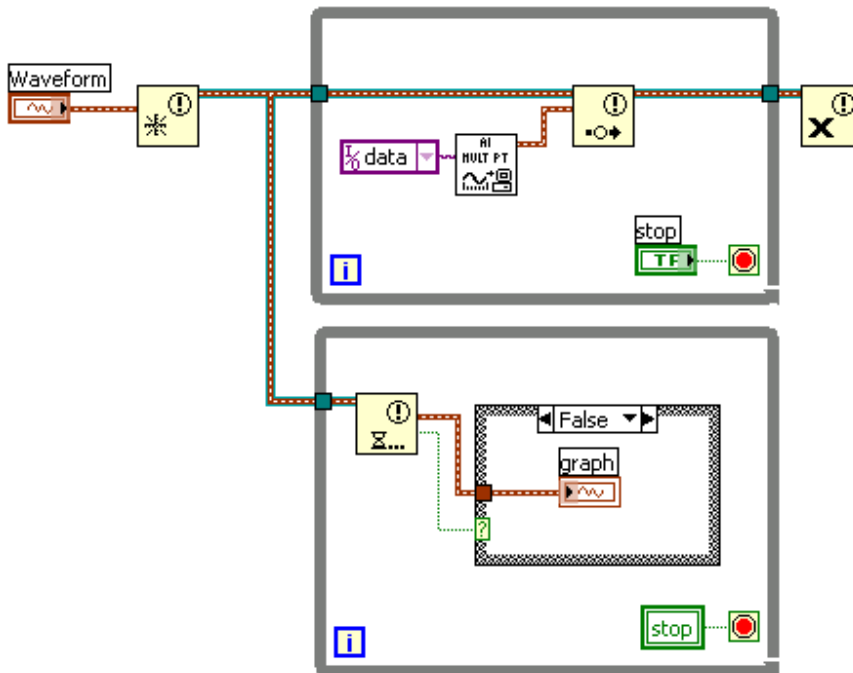 Waveform
I/O data
AI
MULT PT
stop
TF
i
False
graph
?
stop
i